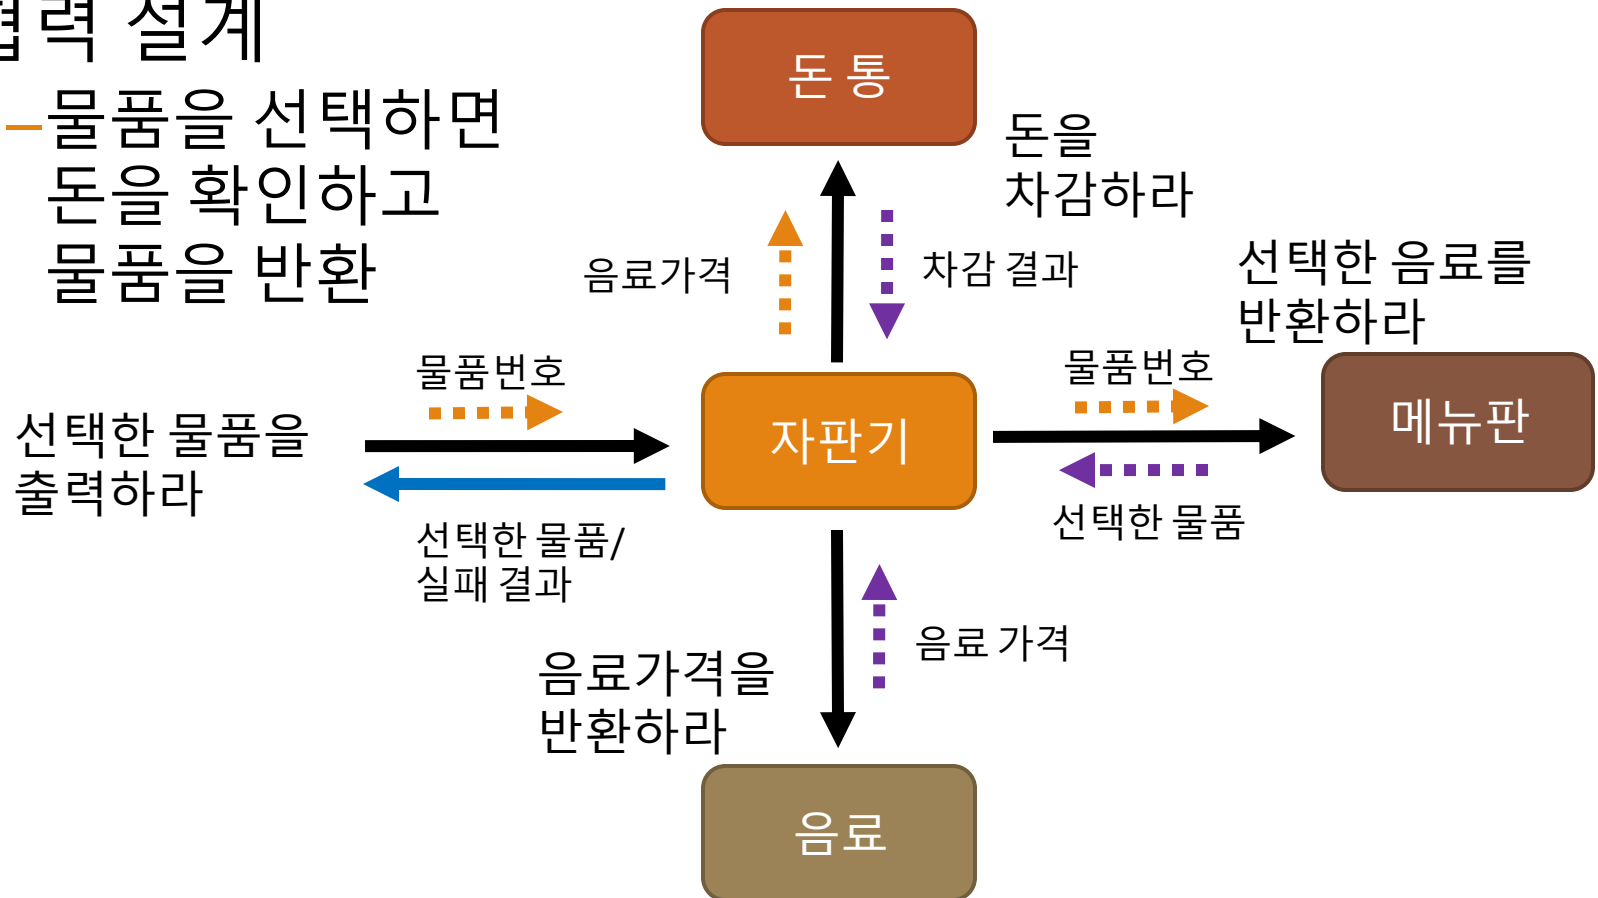 협력 설계
물품을 선택하면
돈을 확인하고
물품을 반환
돈 통
돈을
차감하라
음료가격
차감 결과
선택한 음료를
반환하라
물품번호
물품번호
선택한 물품을
출력하라
자판기
메뉴판
선택한 물품/
실패 결과
선택한 물품
음료 가격
음료가격을
반환하라
음료